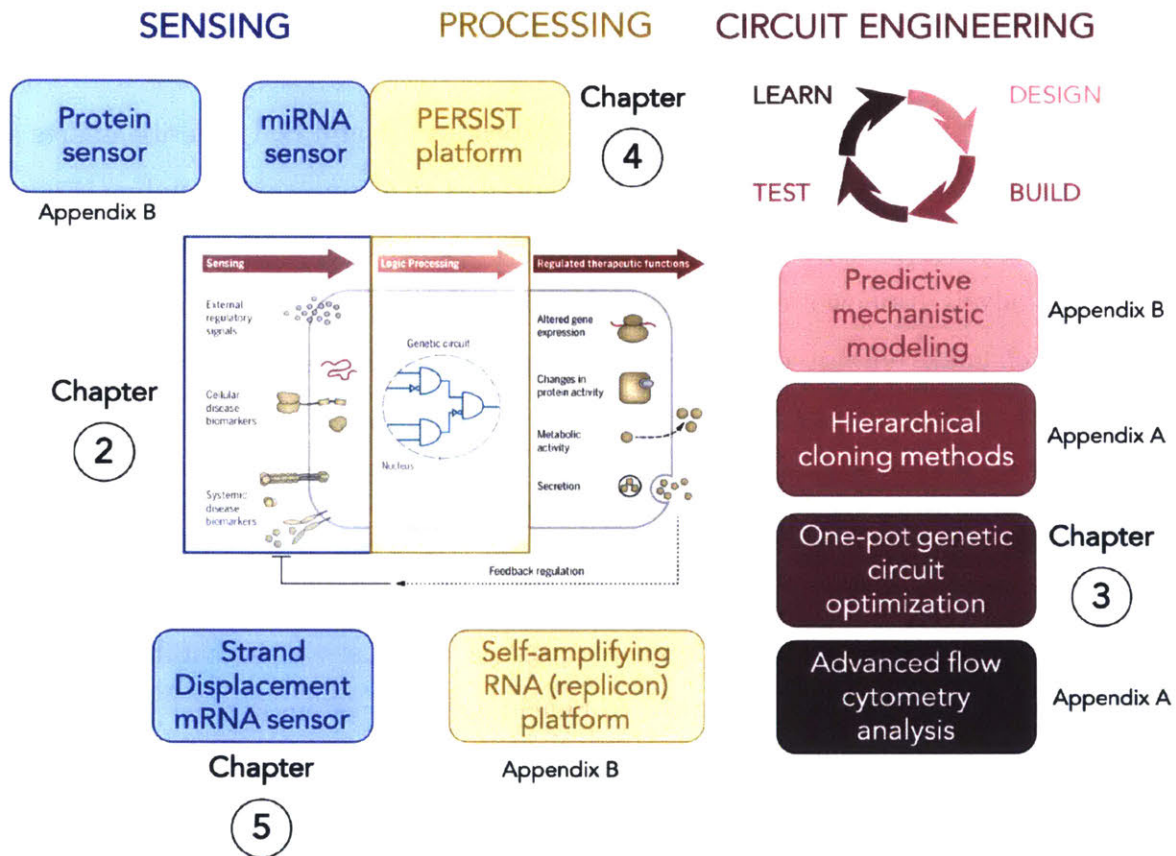 SENSING
PROCESSING
CIRCUIT ENGINEERING
Protein
sensor
Appendix B
miRNA
sensor
PERSIST
platform
Chapter
4
LEARN
DESIGN
TEST
BUILD
Sensing
Logic Processing
Regulated therapeutic functions
External
regulatory
signals
Cellular
disease
biomarkers
Systemic
disease
biomarkers
Genetic circuit
Nucleus
Altered gene
expression
Changes in
protein activity
Metabolic
activity
Secretion
Feedback regulation
Chapter
2
Predictive
mechanistic
modeling
Appendix B
Hierarchical
cloning methods
Appendix A
One-pot genetic
circuit
optimization
Chapter
3
Advanced flow
cytometry
analysis
Appendix A
Strand
Displacement
mRNA sensor
Chapter
5
Self-amplifying
RNA (replicon)
platform
Appendix B